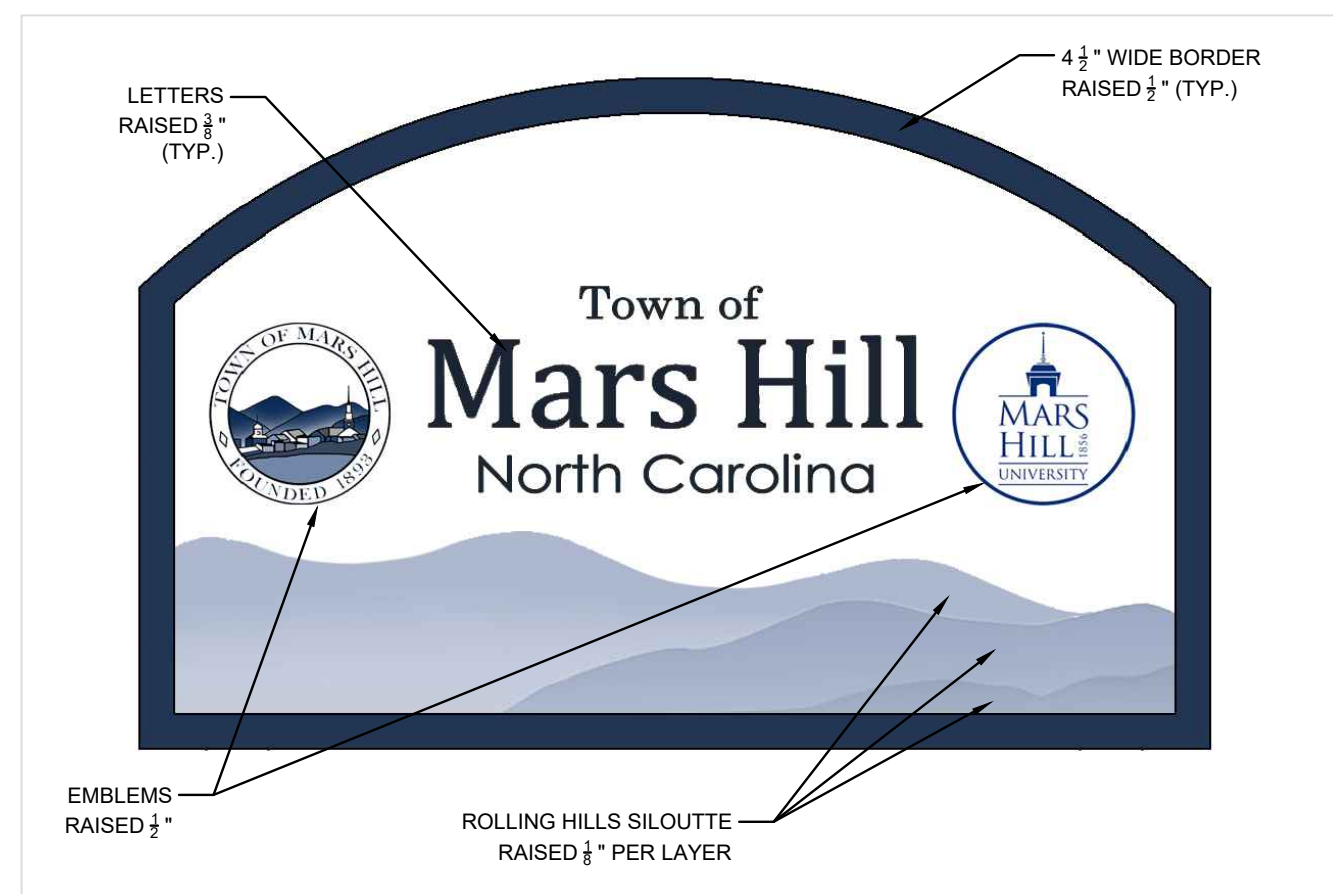 LETTERS
RAISED 3/8"
(TYP.)
4 1/2" WIDE BORDER
RAISED 1/2" (TYP.)
Town of
Mars Hill
North Carolina
TOWN OF MARS HILL
FOUNDED 1893
MARS
HILL
1856
UNIVERSITY
EMBLEMS
RAISED 1/2"
ROLLING HILLS SILOUTTE
RAISED 1/8" PER LAYER